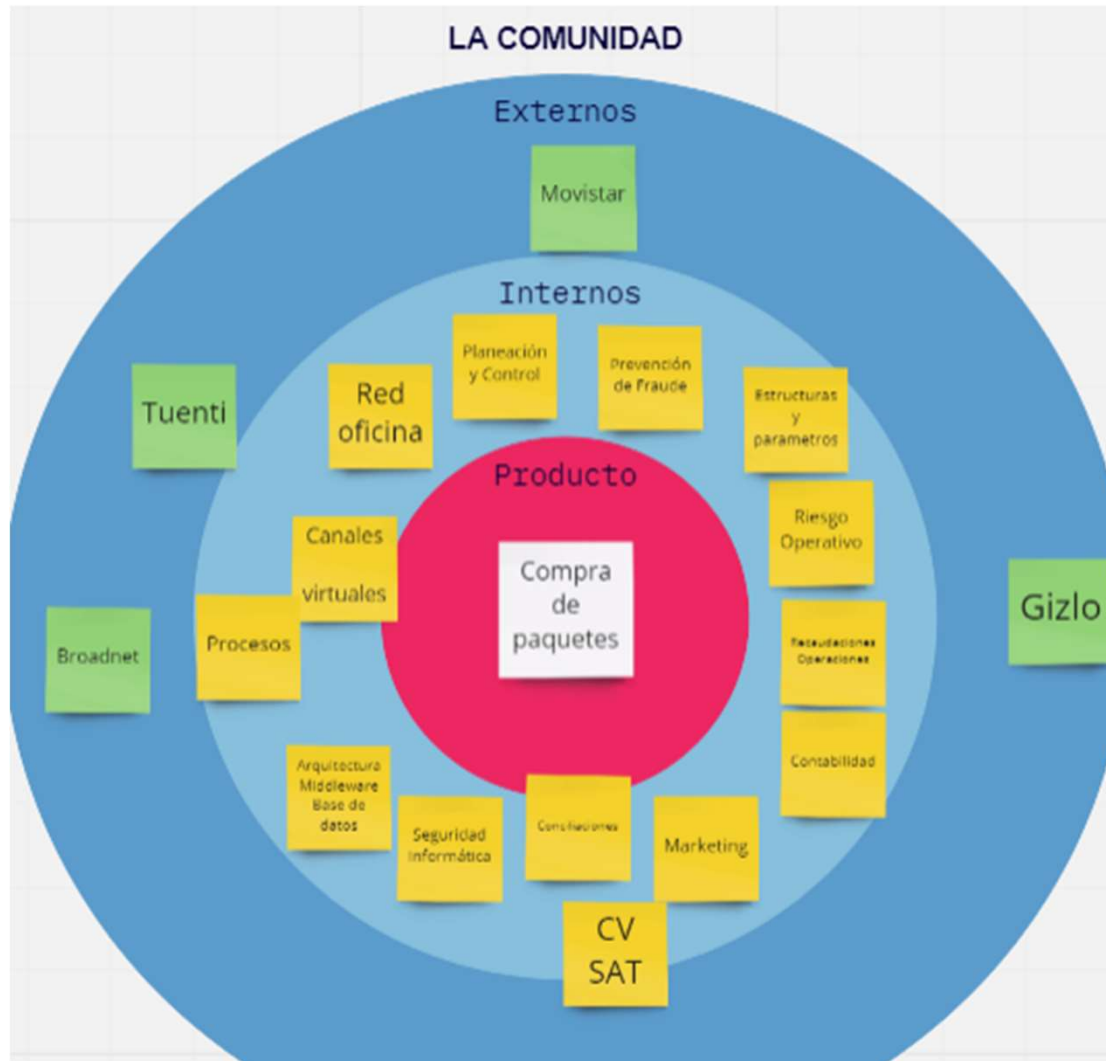 LA COMUNIDAD
Externos
Movistar
Internos
Planeación
y Control
Prevención
de Fraude
Red
oficina
Estructuras
y
parametros
Tuenti
Producto
Riesgo
Operativo
Canales
virtuales
Compra
de
paquetes
Gizlo
Procesos
Broadnet
Recaudaciones
Operaciones
Contabilidad
Arquitectura
Middleware
Base de
datos
Seguridad
Informática
Conciliaciones
Marketing
CV
SAT